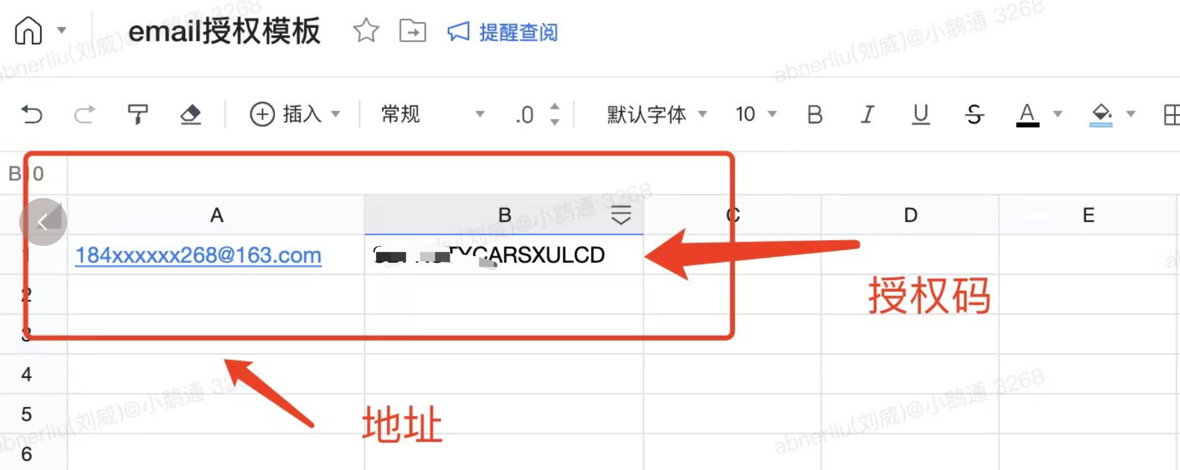 email授权模板 提醒查阅
插入 常规 .0 默认字体 10 B I U S A
B10
A B C D E
1 184xxxxxx268@163.com CARSXULCD
授权码
2
3
4
地址
5
6
abnerliu(刘威)@小鹅通 3268
abnerliu(刘威)@小鹅通 3268
abnerliu(刘威)@小鹅通 3268
abnerliu(刘威)@小鹅通 3268
abnerliu(刘威)@小鹅通 3268